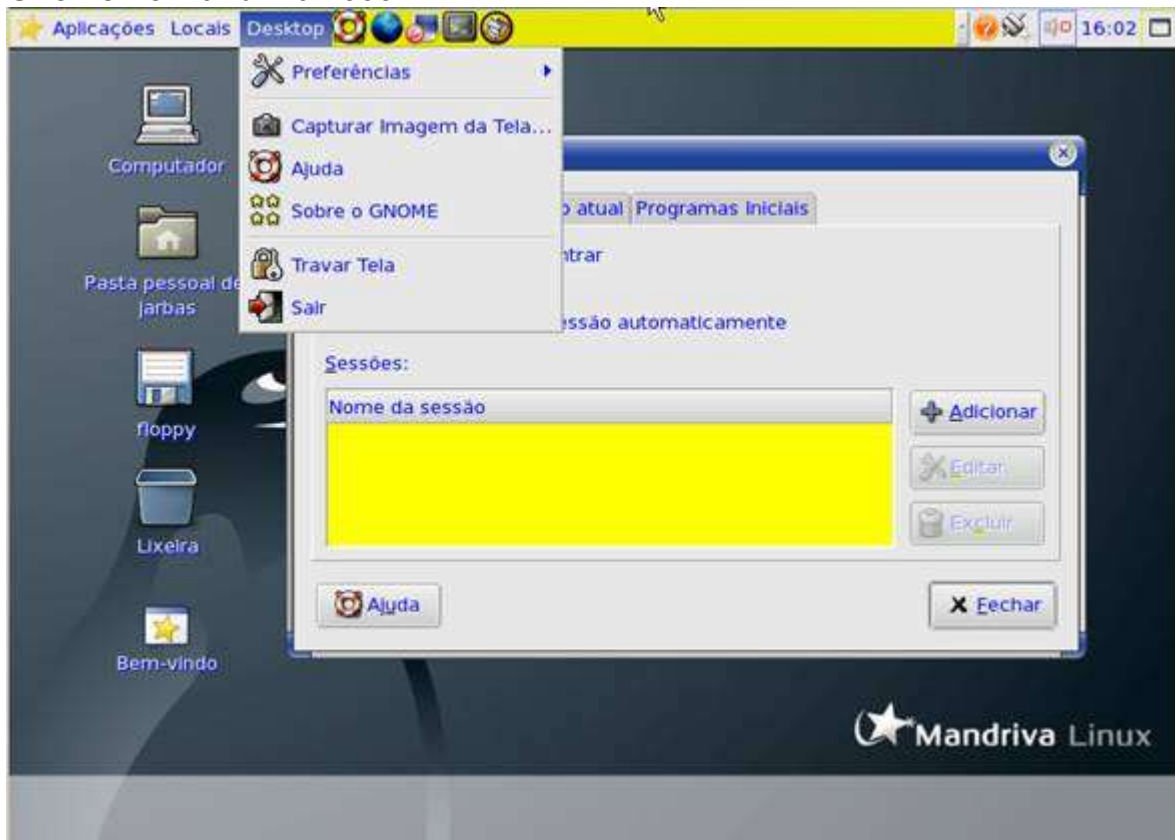 Aplicações Locais Desktop 16:02
Preferências
Capturar Imagem da Tela...
Ajuda
Sobre o GNOME
Travar Tela
Sair
Computador
Pasta pessoal de
jarbas
floppy
Lixeira
Bem-vindo
atual Programas Iniciais
automaticamente
Sessões:
Nome da sessão
Adicionar
Editar
Excluir
Ajuda
Fechar
Mandriva Linux